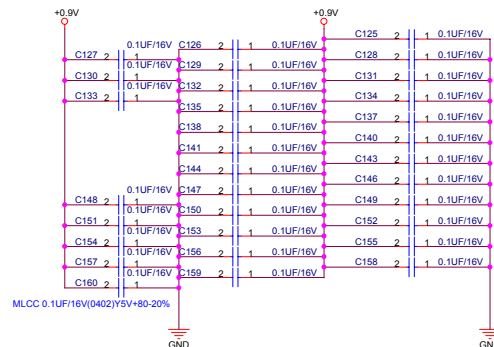 +0.9V +0.9V
C125 2 1 0.1UF/16V
0.1UF/16V C126 2 1 0.1UF/16V
C127 2 1 C128 2 1 0.1UF/16V
0.1UF/16V C129 2 1 0.1UF/16V
C130 2 1 C131 2 1 0.1UF/16V
0.1UF/16V C132 2 1 0.1UF/16V
C133 2 1 C134 2 1 0.1UF/16V
C135 2 1 0.1UF/16V
C137 2 1 0.1UF/16V
C138 2 1 0.1UF/16V
C140 2 1 0.1UF/16V
C141 2 1 0.1UF/16V
C143 2 1 0.1UF/16V
C144 2 1 0.1UF/16V
C146 2 1 0.1UF/16V
0.1UF/16V C147 2 1 0.1UF/16V
C148 2 1 C149 2 1 0.1UF/16V
0.1UF/16V C150 2 1 0.1UF/16V
C151 2 1 C152 2 1 0.1UF/16V
0.1UF/16V C153 2 1 0.1UF/16V
C154 2 1 C155 2 1 0.1UF/16V
0.1UF/16V C156 2 1 0.1UF/16V
C157 2 1 C158 2 1 0.1UF/16V
0.1UF/16V C159 2 1 0.1UF/16V
C160 2 1
MLCC 0.1UF/16V(0402)Y5V+80-20%
GND GN